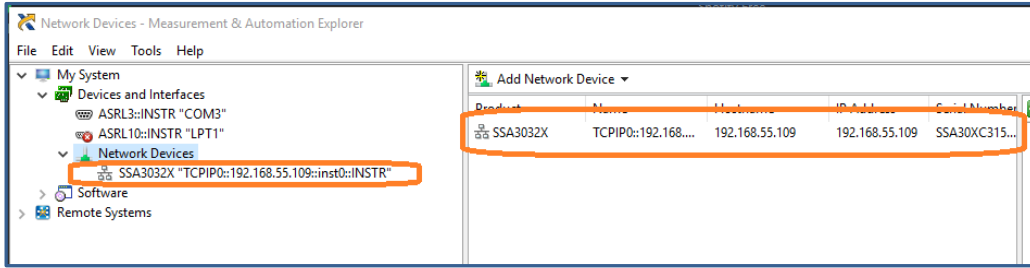 Network Devices - Measurement & Automation Explorer
File Edit View Tools Help
My System
Devices and Interfaces
ASRL3::INSTR "COM3"
ASRL10::INSTR "LPT1"
Network Devices
SSA3032X "TCPIP0::192.168.55.109::inst0::INSTR"
Software
Remote Systems
Add Network Device
Product Name Hostname IP Address Serial Number
SSA3032X TCPIP0::192.168.... 192.168.55.109 192.168.55.109 SSA30XC315...